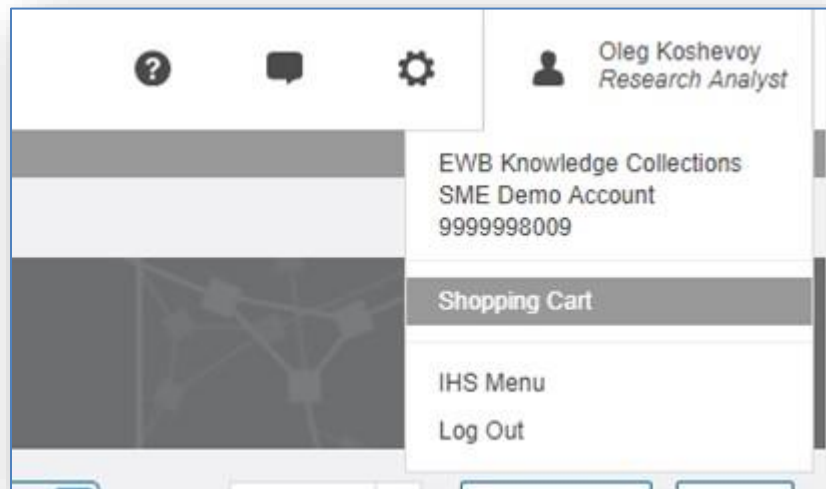 Oleg Koshevoy
Research Analyst
EWB Knowledge Collections
SME Demo Account
9999998009
Shopping Cart
IHS Menu
Log Out